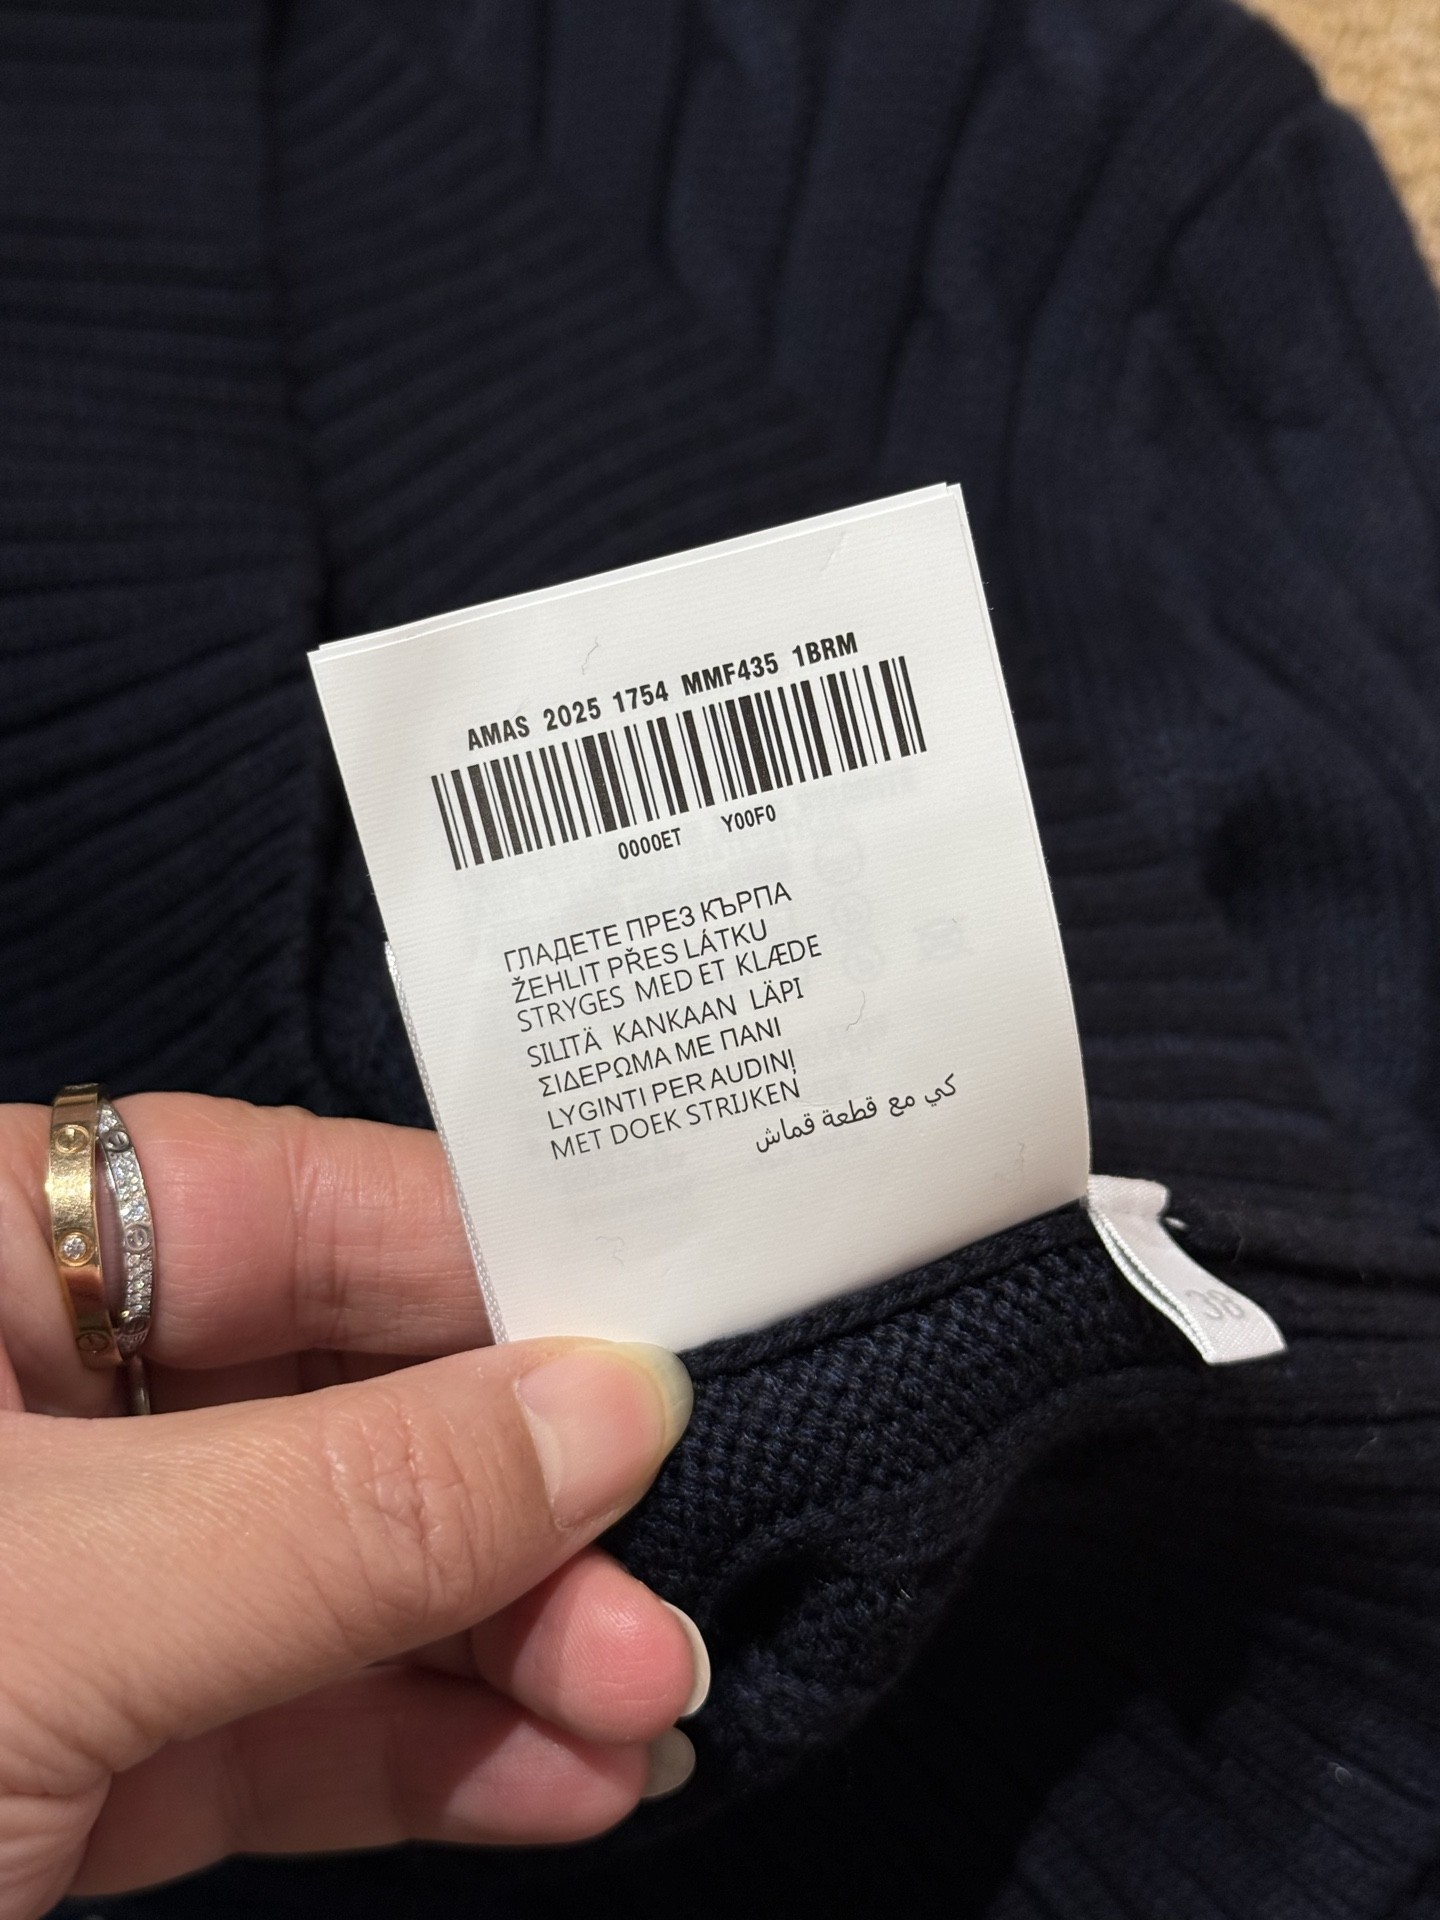 AMAS 2025 1754 MMF435 1BRM
0000ET Y00F0
ГЛАДЕТЕ ПРЕЗ КЪРПА
ŽEHLIT PŘES LÁTKU
STRYGES MED ET KLÆDE
SILITÄ KANKAAN LÄPI
ΣΙΔΕΡΩΜΑ ΜΕ ΠΑΝΙ
LYGINTI PER AUDINĮ
MET DOEK STRIJKEN
كي مع قطعة قماش
38